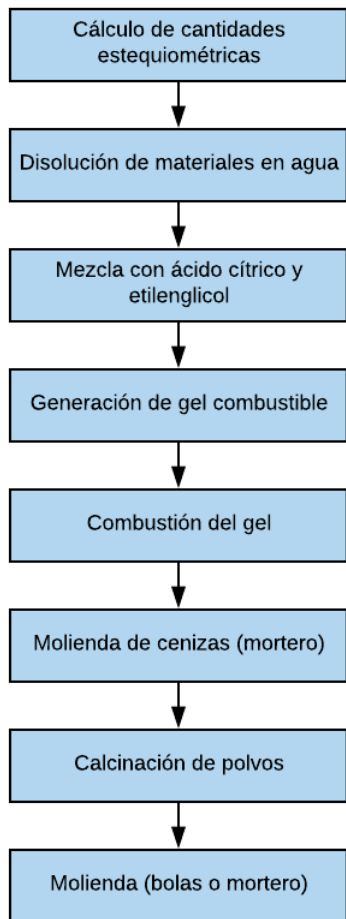 Cálculo de cantidades
estequiométricas
Disolución de materiales en agua
Mezcla con ácido cítrico y
etilenglicol
Generación de gel combustible
Combustión del gel
Molienda de cenizas (mortero)
Calcinación de polvos
Molienda (bolas o mortero)